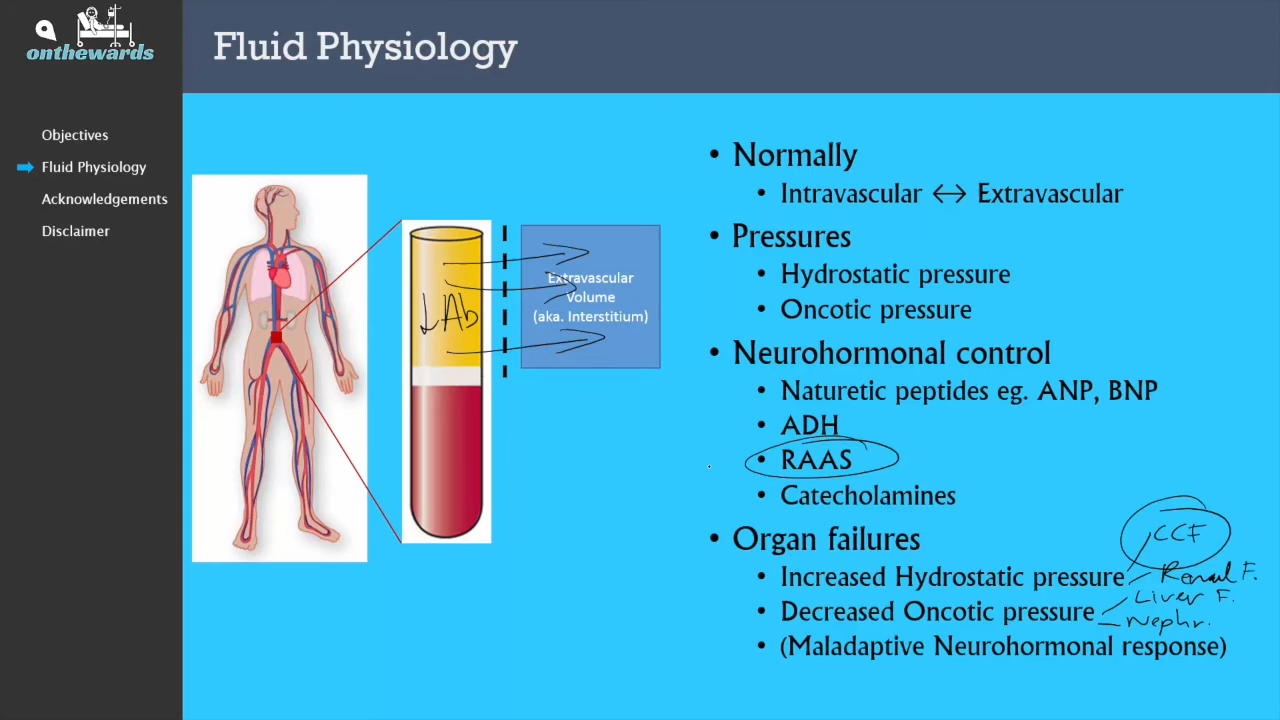 onthewards
Fluid Physiology
Objectives
Fluid Physiology
Acknowledgements
Disclaimer
↓Ab
Extravascular
Volume
(aka. Interstitium)
• Normally
• Intravascular ↔ Extravascular
• Pressures
• Hydrostatic pressure
• Oncotic pressure
• Neurohormonal control
• Naturetic peptides eg. ANP, BNP
• ADH
• RAAS
• Catecholamines
• Organ failures
CCF
• Increased Hydrostatic pressure
Renal F.
• Decreased Oncotic pressure
Liver F.
Nephr.
• (Maladaptive Neurohormonal response)